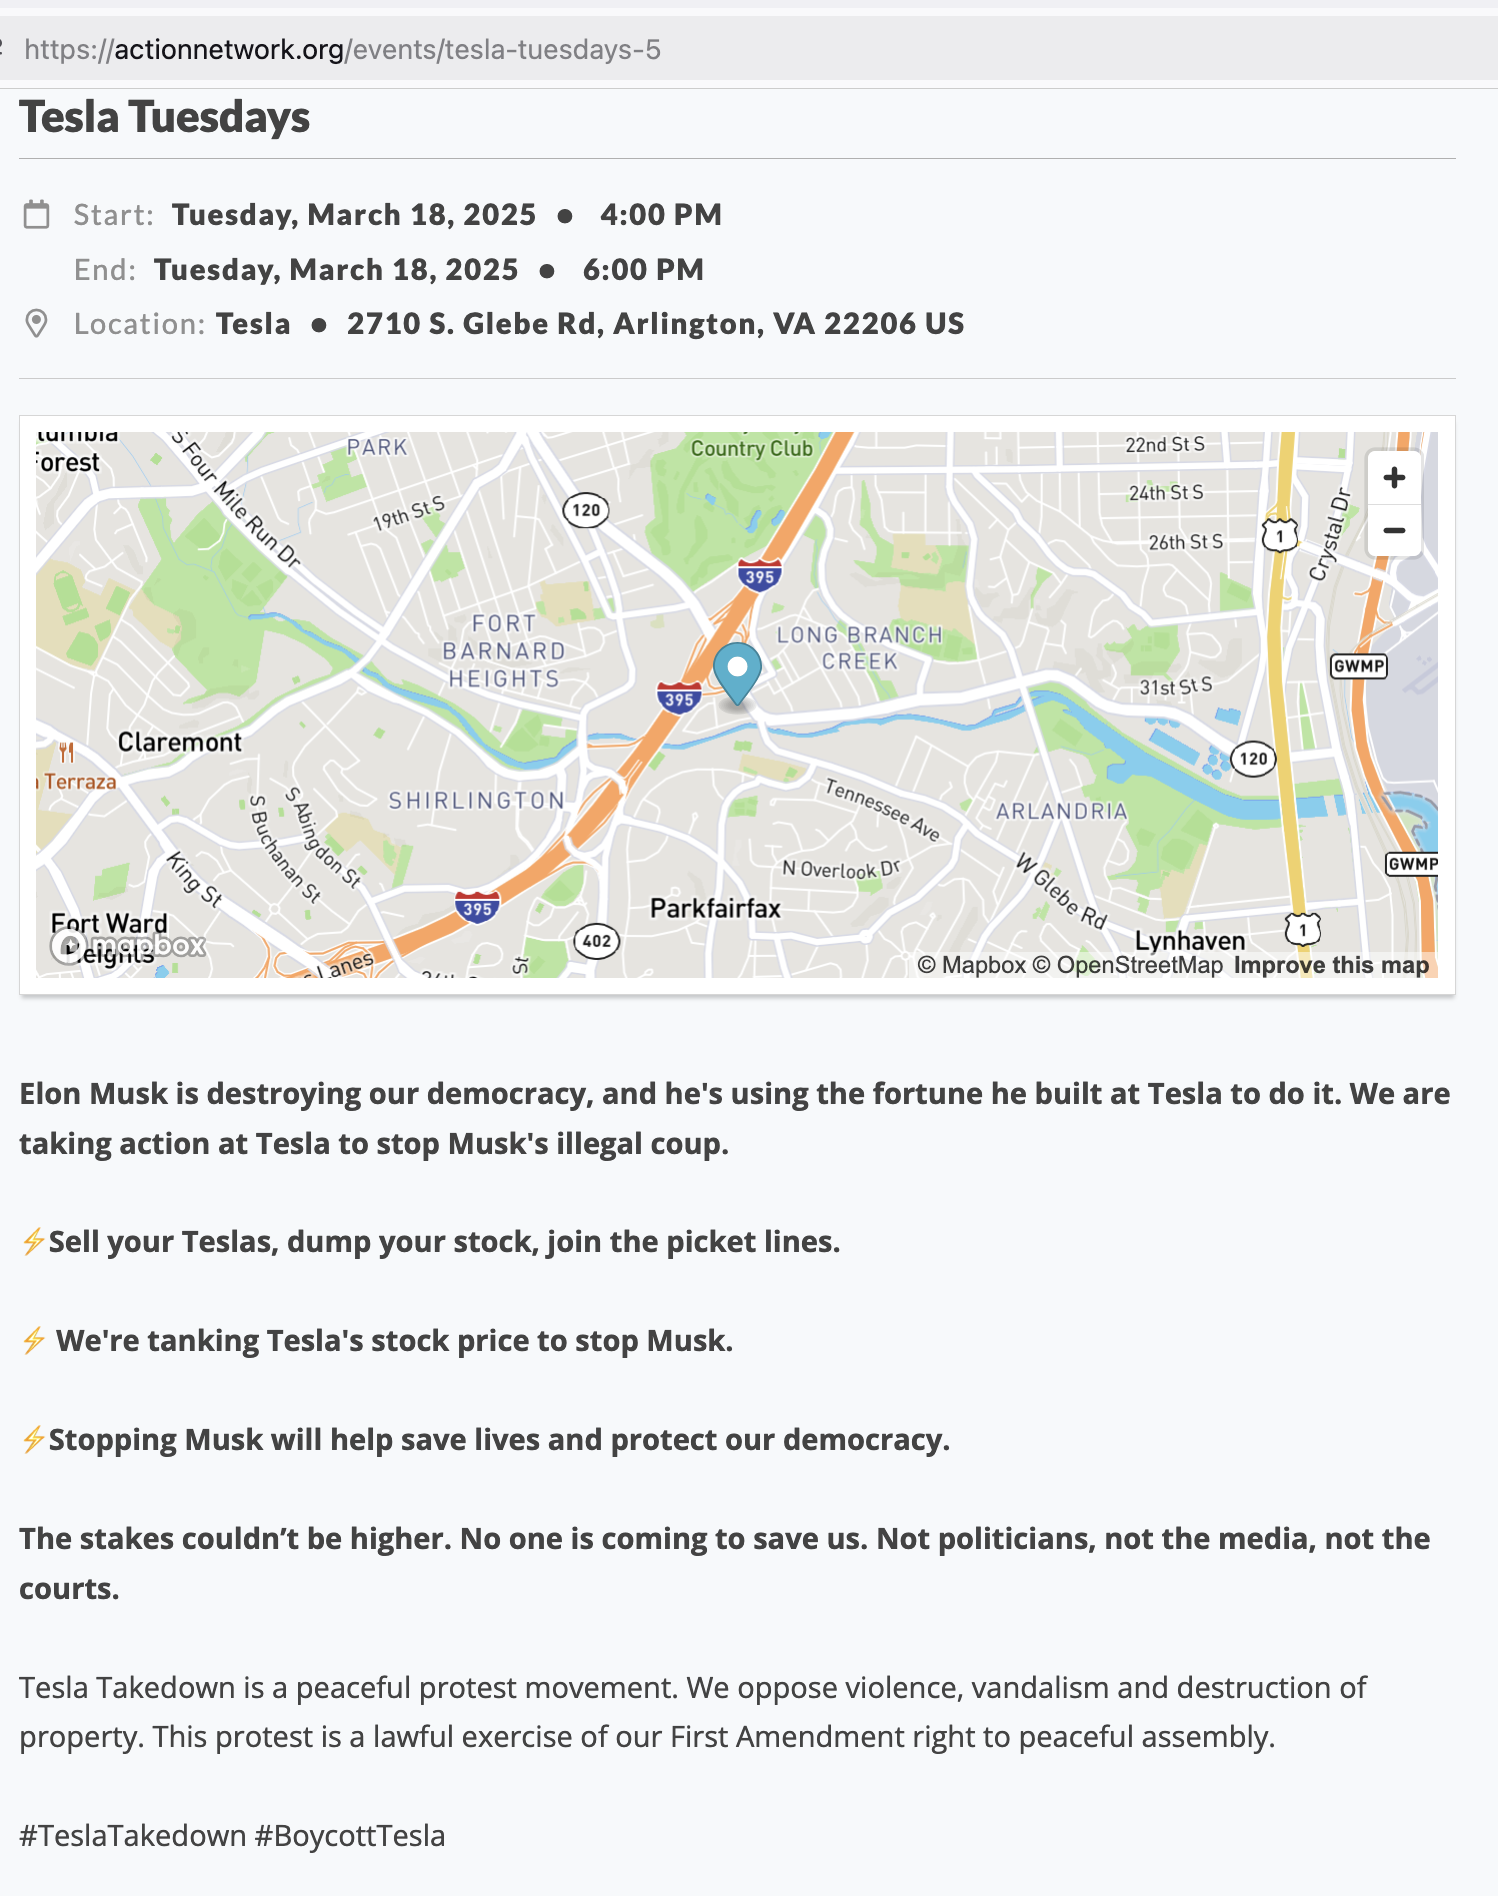 https://actionnetwork.org/events/tesla-tuesdays-5
Tesla Tuesdays
Start: Tuesday, March 18, 2025 ● 4:00 PM
End: Tuesday, March 18, 2025 ● 6:00 PM
Location: Tesla ● 2710 S. Glebe Rd, Arlington, VA 22206 US
Forest
S Four Mile Run Dr
PARK
19th St S
120
Country Club
22nd St S
24th St S
26th St S
1
Crystal Dr
+
−
395
FORT
BARNARD
HEIGHTS
LONG BRANCH
CREEK
395
31st St S
GWMP
Claremont
Terraza
SHIRLINGTON
S Abingdon St
S Buchanan St
Tennessee Ave
ARLANDRIA
120
King St
N Overlook Dr
W Glebe Rd
GWMP
395
Parkfairfax
Fort Ward
Heights
mapbox
Lanes
St
402
Lynhaven
1
© Mapbox © OpenStreetMap Improve this map
Elon Musk is destroying our democracy, and he's using the fortune he built at Tesla to do it. We are
taking action at Tesla to stop Musk's illegal coup.
⚡Sell your Teslas, dump your stock, join the picket lines.
⚡ We're tanking Tesla's stock price to stop Musk.
⚡Stopping Musk will help save lives and protect our democracy.
The stakes couldn’t be higher. No one is coming to save us. Not politicians, not the media, not the
courts.
Tesla Takedown is a peaceful protest movement. We oppose violence, vandalism and destruction of
property. This protest is a lawful exercise of our First Amendment right to peaceful assembly.
#TeslaTakedown #BoycottTesla